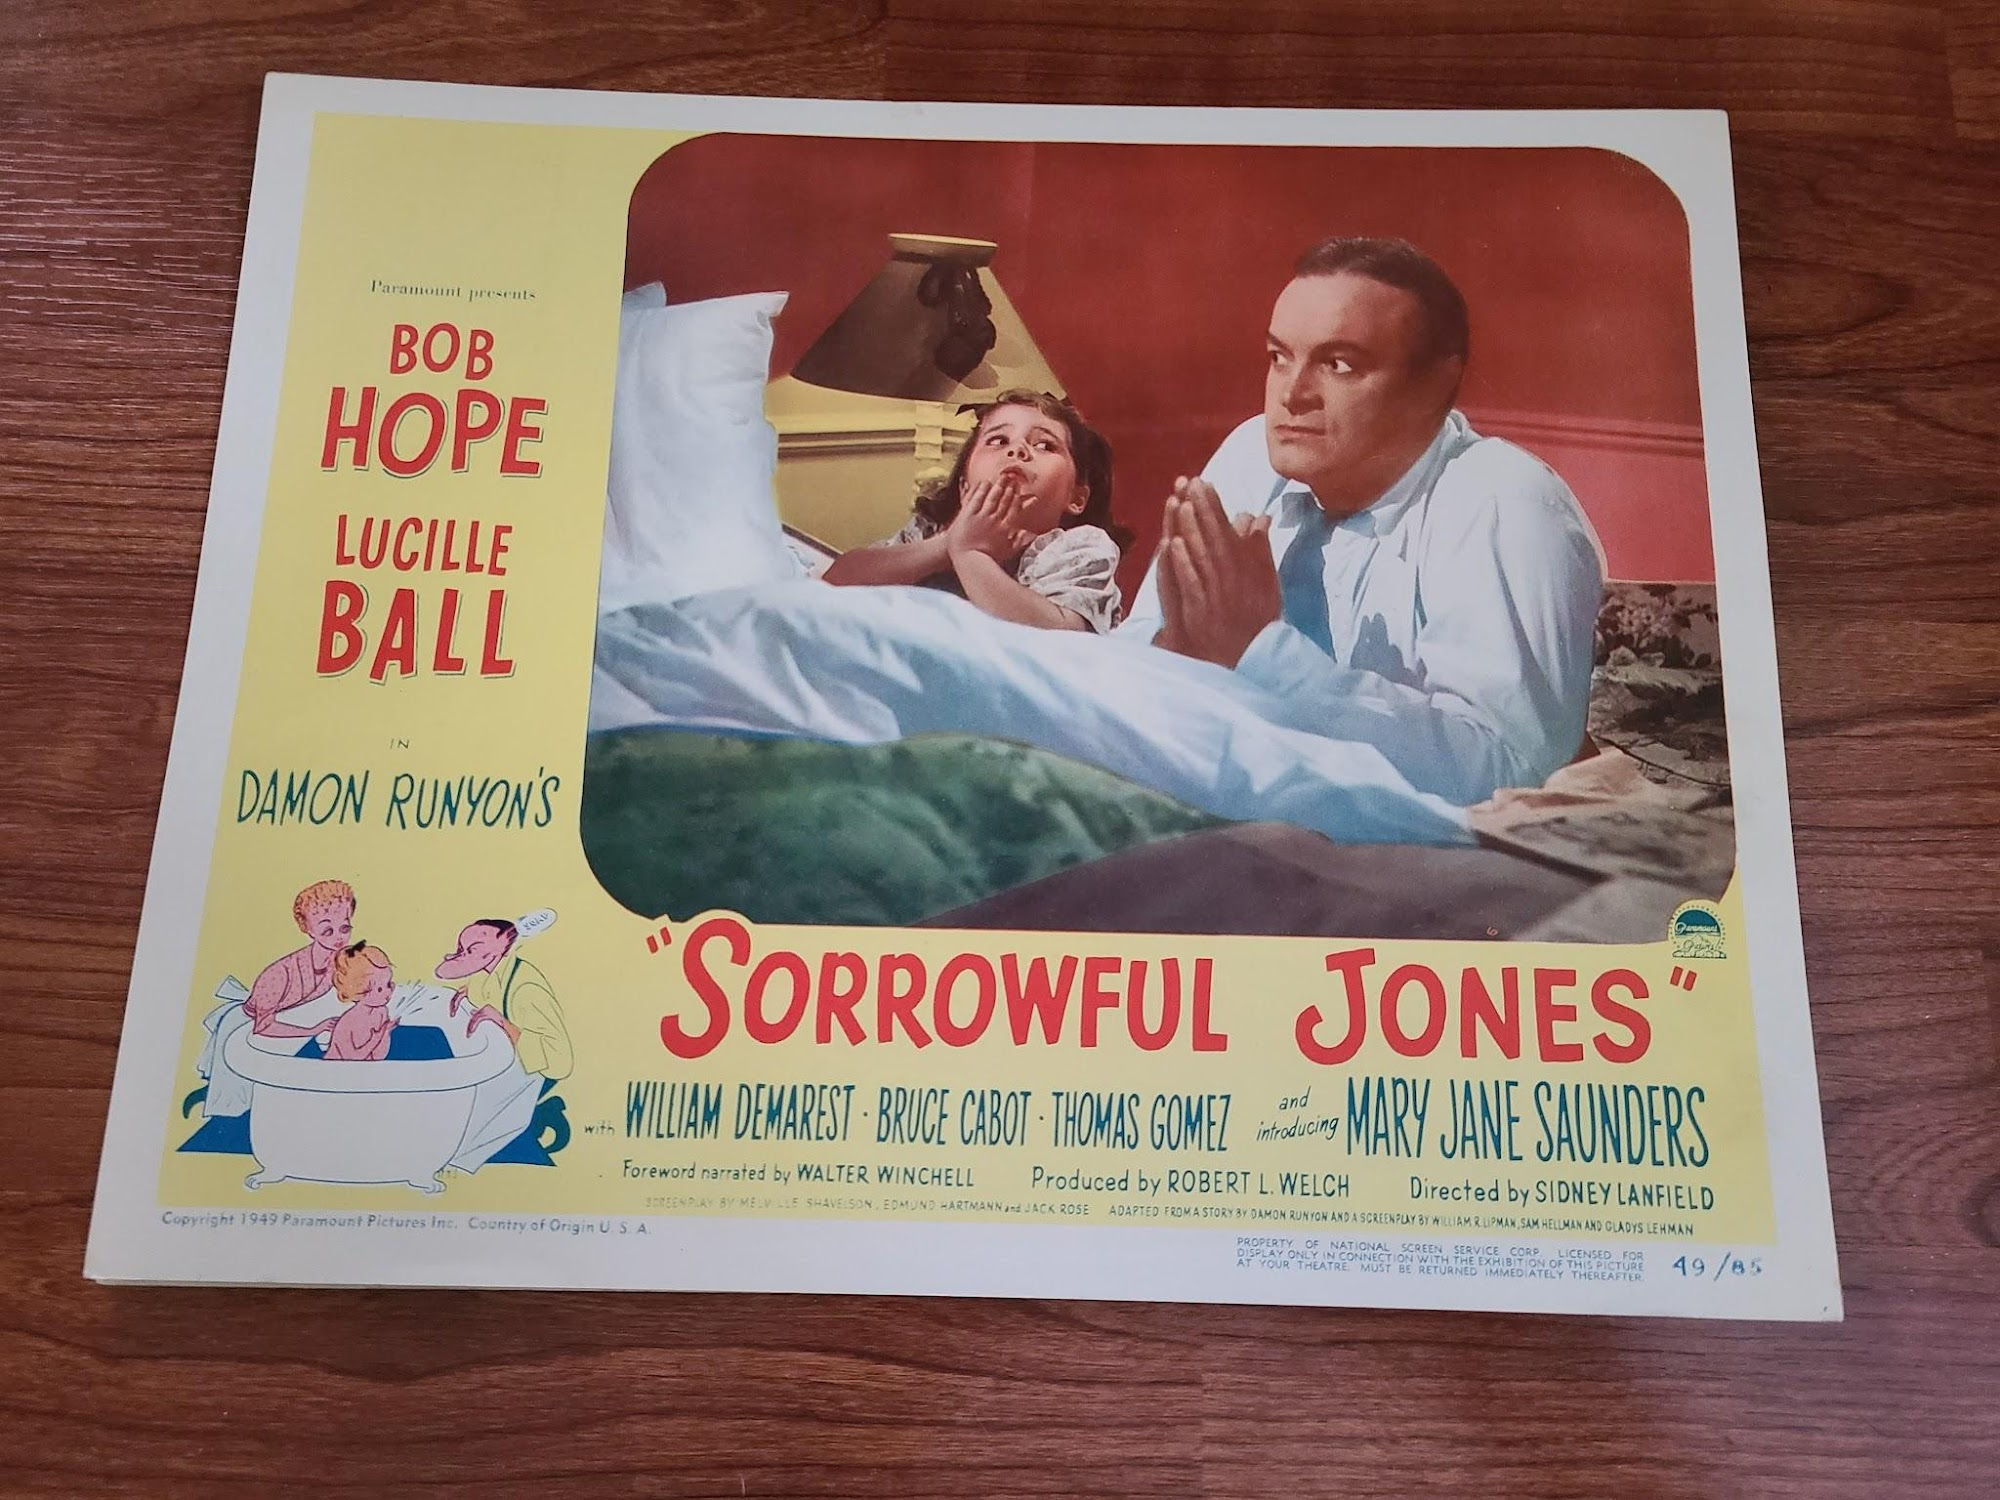 Paramount presents
BOB
HOPE
LUCILLE
BALL
IN
DAMON RUNYON'S
"SORROWFUL JONES"
Paramount
with WILLIAM DEMAREST · BRUCE CABOT · THOMAS GOMEZ and introducing MARY JANE SAUNDERS
Foreword narrated by WALTER WINCHELL Produced by ROBERT L. WELCH Directed by SIDNEY LANFIELD
SCREENPLAY BY MELVILLE SHAVELSON, EDMUND HARTMANN and JACK ROSE ADAPTED FROM A STORY BY DAMON RUNYON AND A SCREENPLAY BY WILLIAM R. LIPMAN, SAM HELLMAN AND GLADYS LEHMAN
Copyright 1949 Paramount Pictures Inc. Country of Origin U. S. A.
PROPERTY OF NATIONAL SCREEN SERVICE CORP. LICENSED FOR
DISPLAY ONLY IN CONNECTION WITH THE EXHIBITION OF THIS PICTURE
AT YOUR THEATRE. MUST BE RETURNED IMMEDIATELY THEREAFTER.
49/85
6